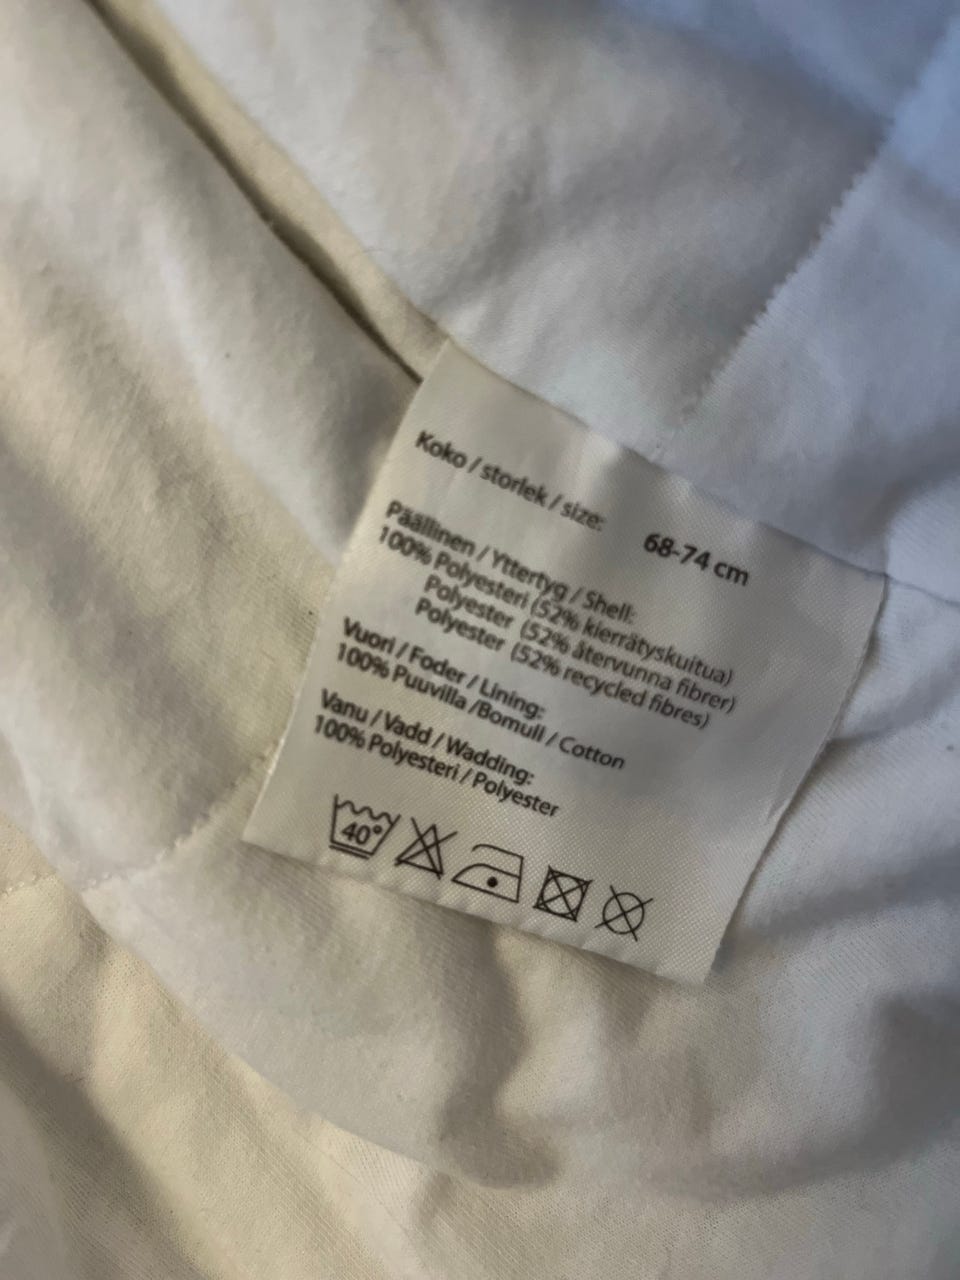 Koko / storlek / size: 68-74 cm
Päällinen / Yttertyg / Shell:
100% Polyesteri (52% kierrätyskuitua)
Polyester (52% återvunna fibrer)
Polyester (52% recycled fibres)
Vuori / Foder / Lining:
100% Puuvilla /Bomull / Cotton
Vanu / Vadd / Wadding:
100% Polyesteri / Polyester
40°